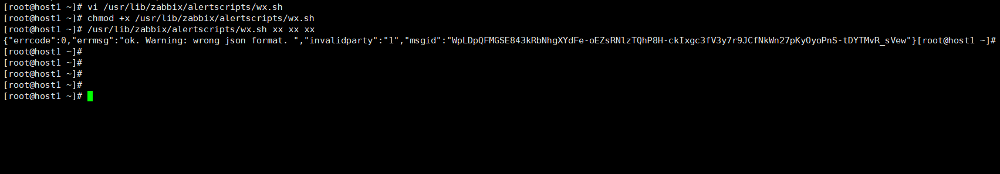 [root@host1 ~]# vi /usr/lib/zabbix/alertscripts/wx.sh
[root@host1 ~]# chmod +x /usr/lib/zabbix/alertscripts/wx.sh
[root@host1 ~]# /usr/lib/zabbix/alertscripts/wx.sh xx xx xx
{"errcode":0,"errmsg":"ok. Warning: wrong json format. ","invalidparty":"1","msgid":"WpLDpQFMGSE843kRbNhgXYdFe-oEZsRNlzTQhP8H-ckIxgc3fV3y7r9JCfNkWn27pKyOyoPnS-tDYTMvR_sVew"}[root@host1 ~]#
[root@host1 ~]#
[root@host1 ~]#
[root@host1 ~]#
[root@host1 ~]#
[root@host1 ~]#